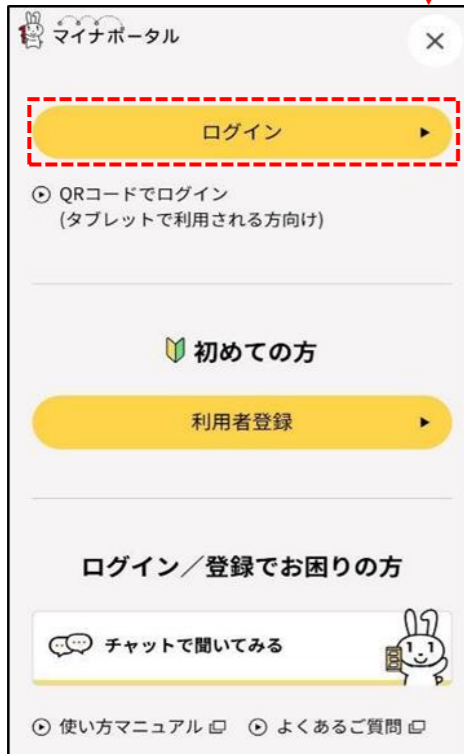 マイナポータル
ログイン
QRコードでログイン
(タブレットで利用される方向け)
初めての方
利用者登録
ログイン／登録でお困りの方
チャットで聞いてみる
使い方マニュアル よくあるご質問